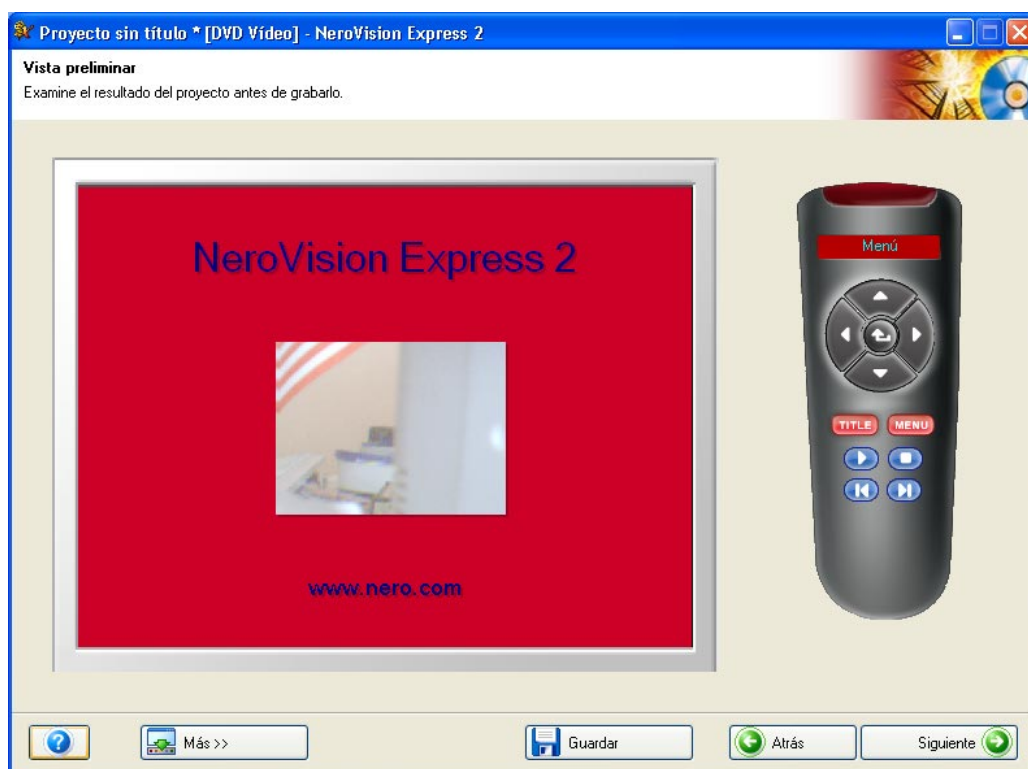 Proyecto sin título * [DVD Vídeo] - NeroVision Express 2
Vista preliminar
Examine el resultado del proyecto antes de grabarlo.
NeroVision Express 2
www.nero.com
Menú
TITLE MENU
? Más >> Guardar Atrás Siguiente